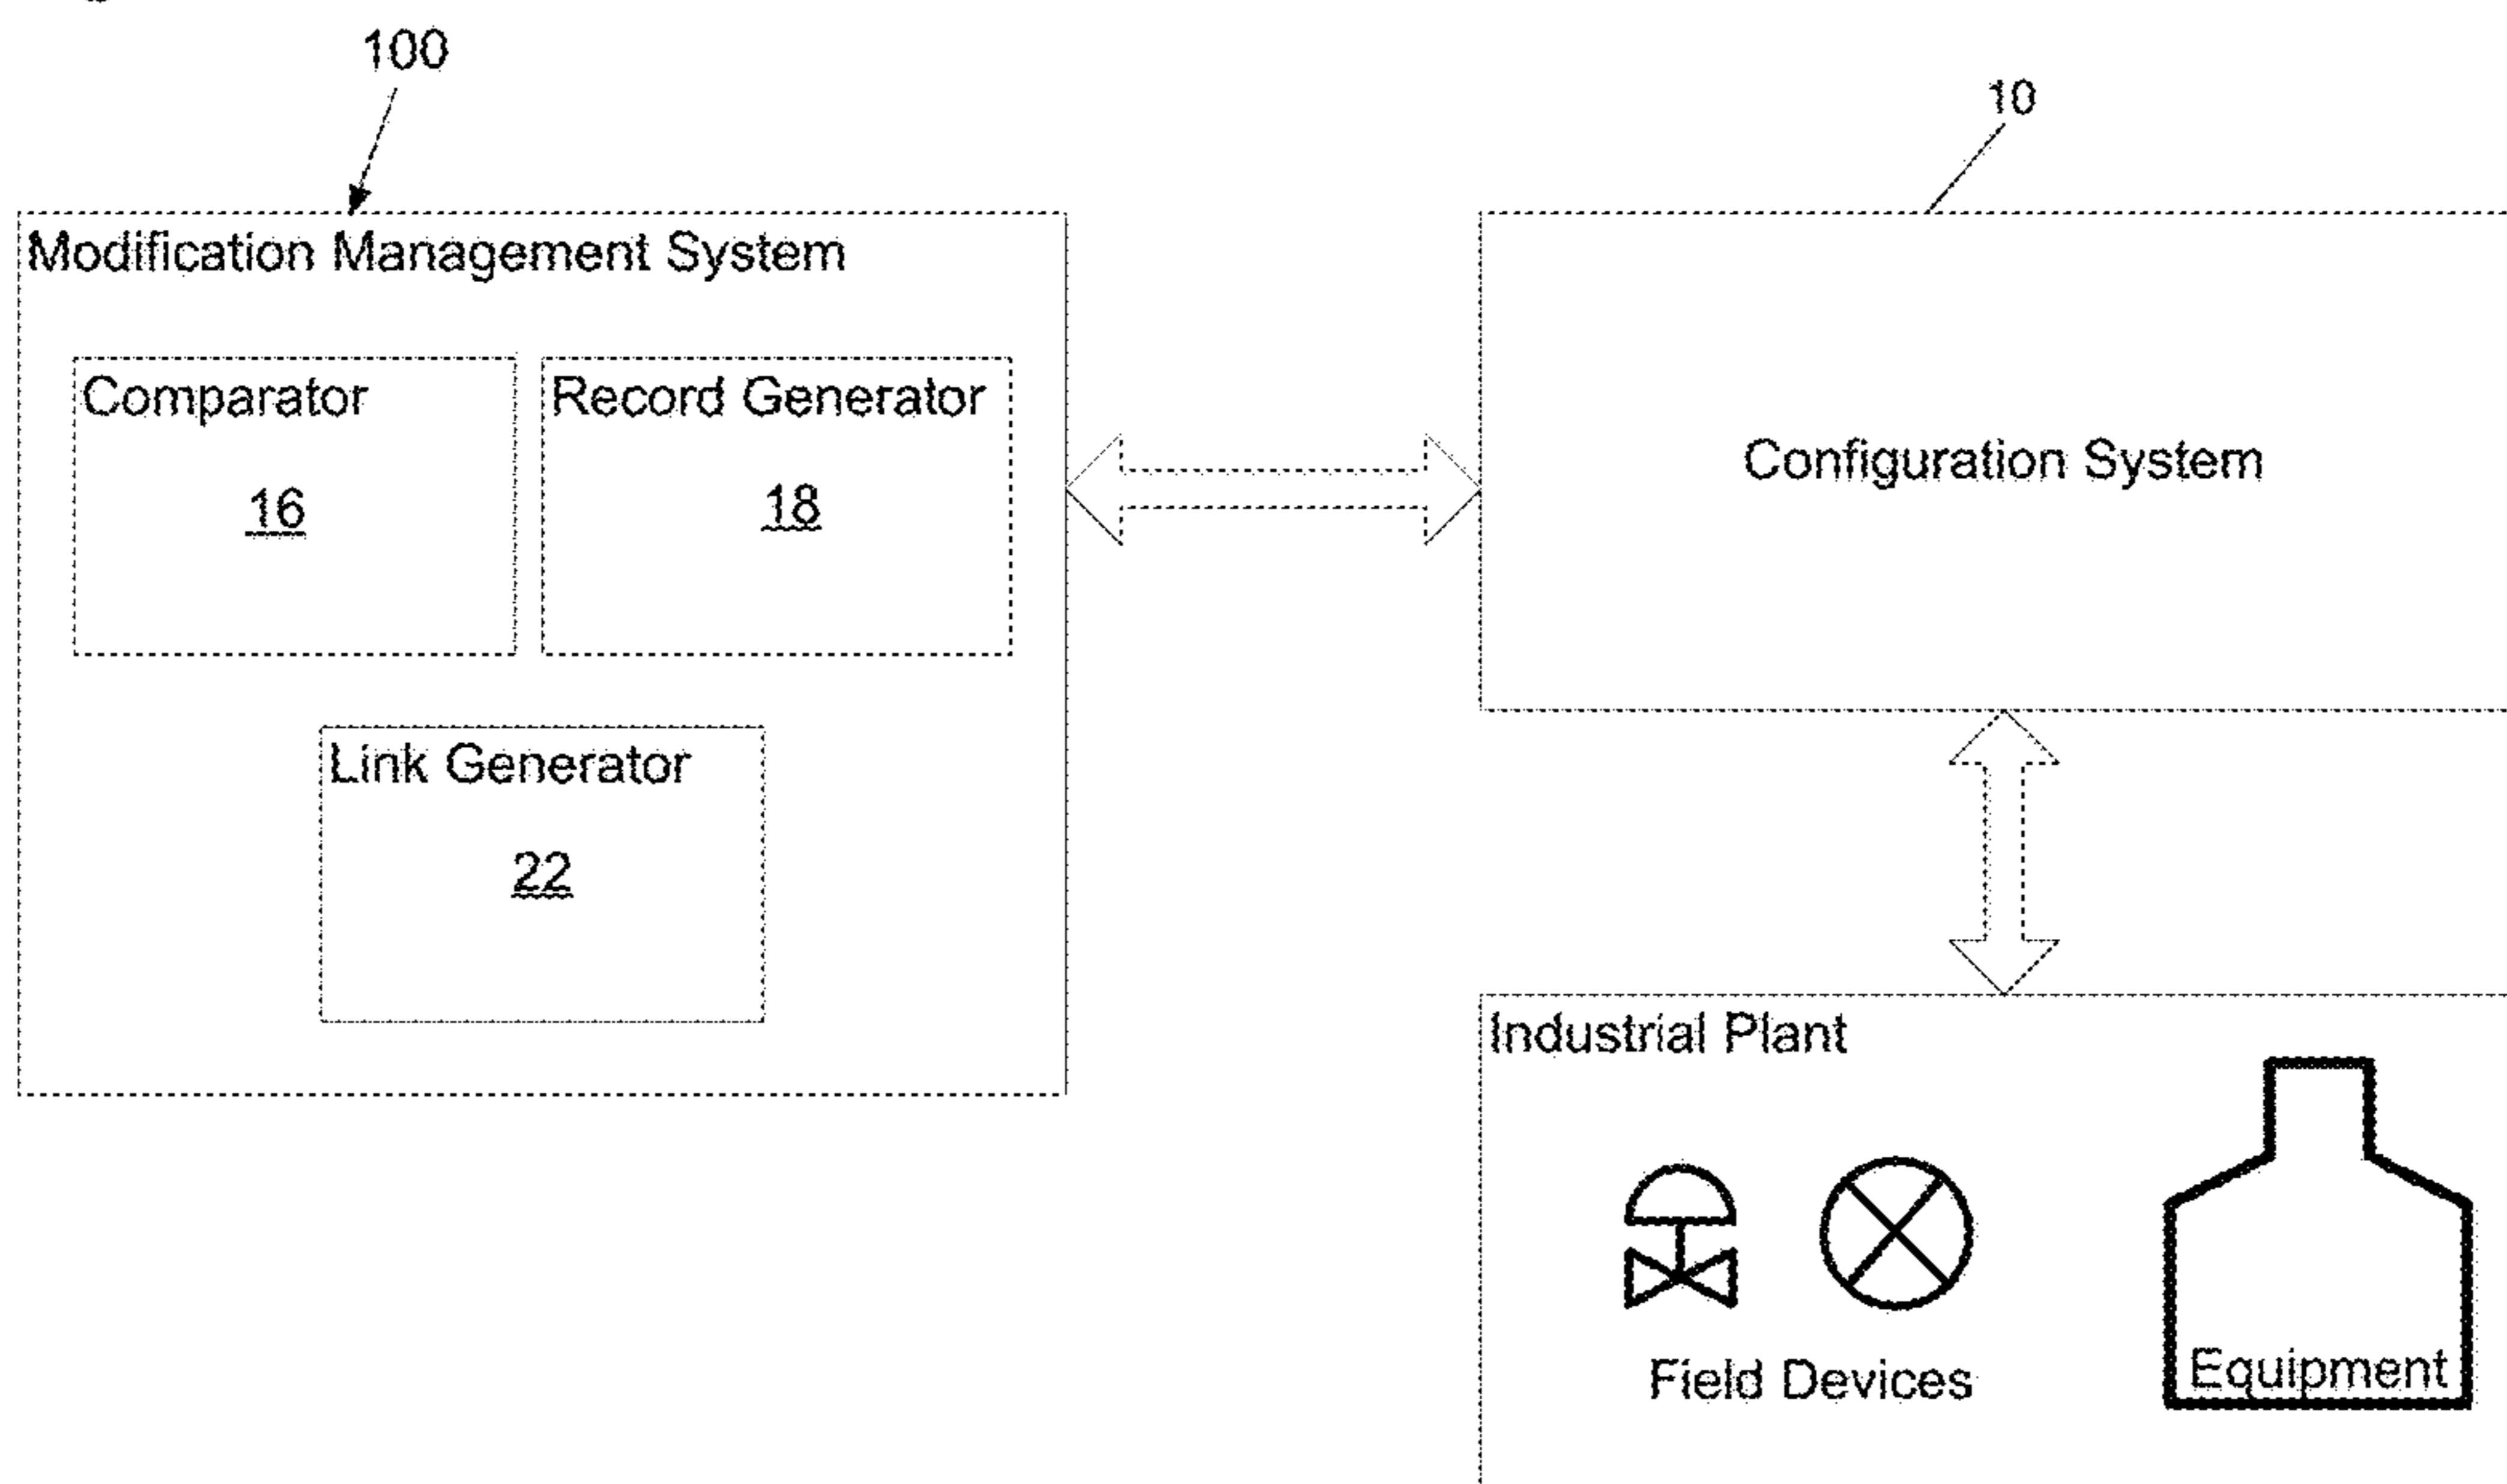 100
10
Modification Management System
Comparator
Record Generator
16
18
Configuration System
Link Generator
22
Industrial Plant
Field Devices
Equipment